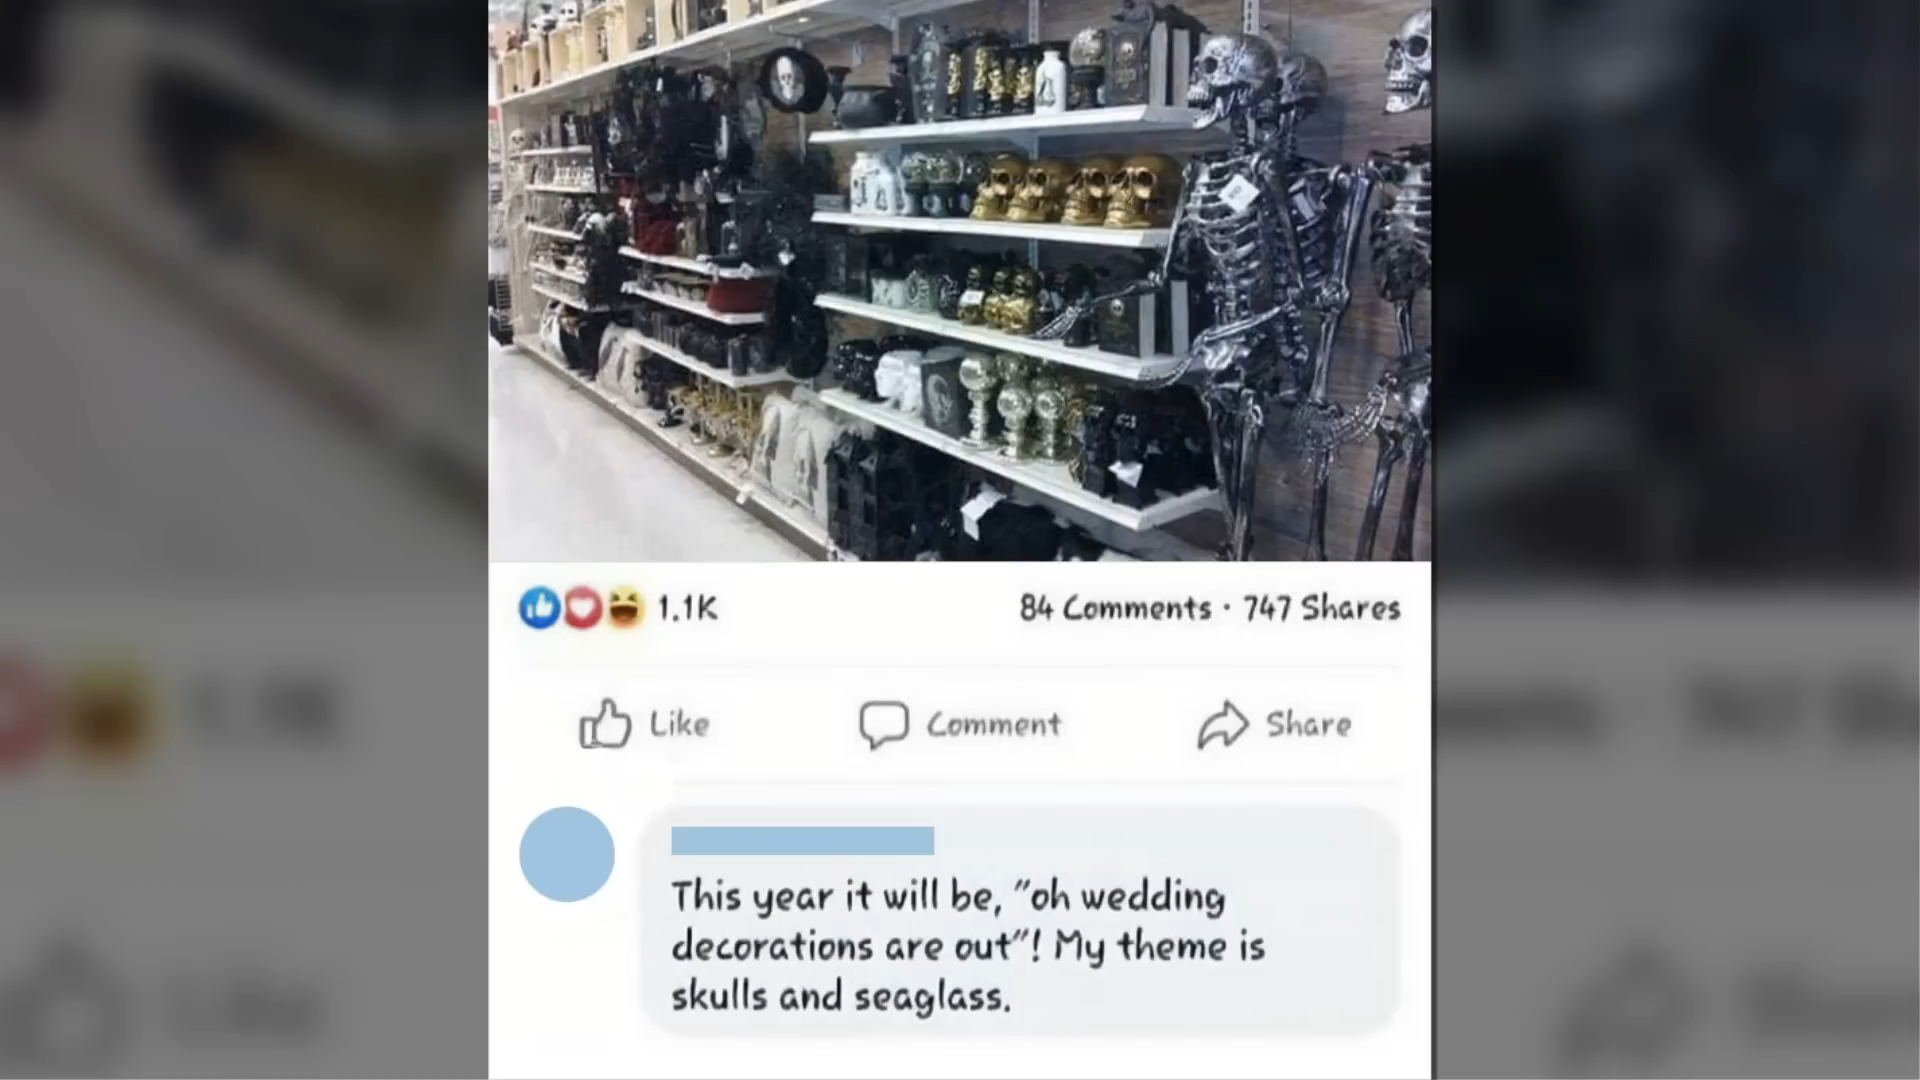 1.1K
84 Comments · 747 Shares
Like
Comment
Share
This year it will be, "oh wedding
decorations are out"! My theme is
skulls and seaglass.